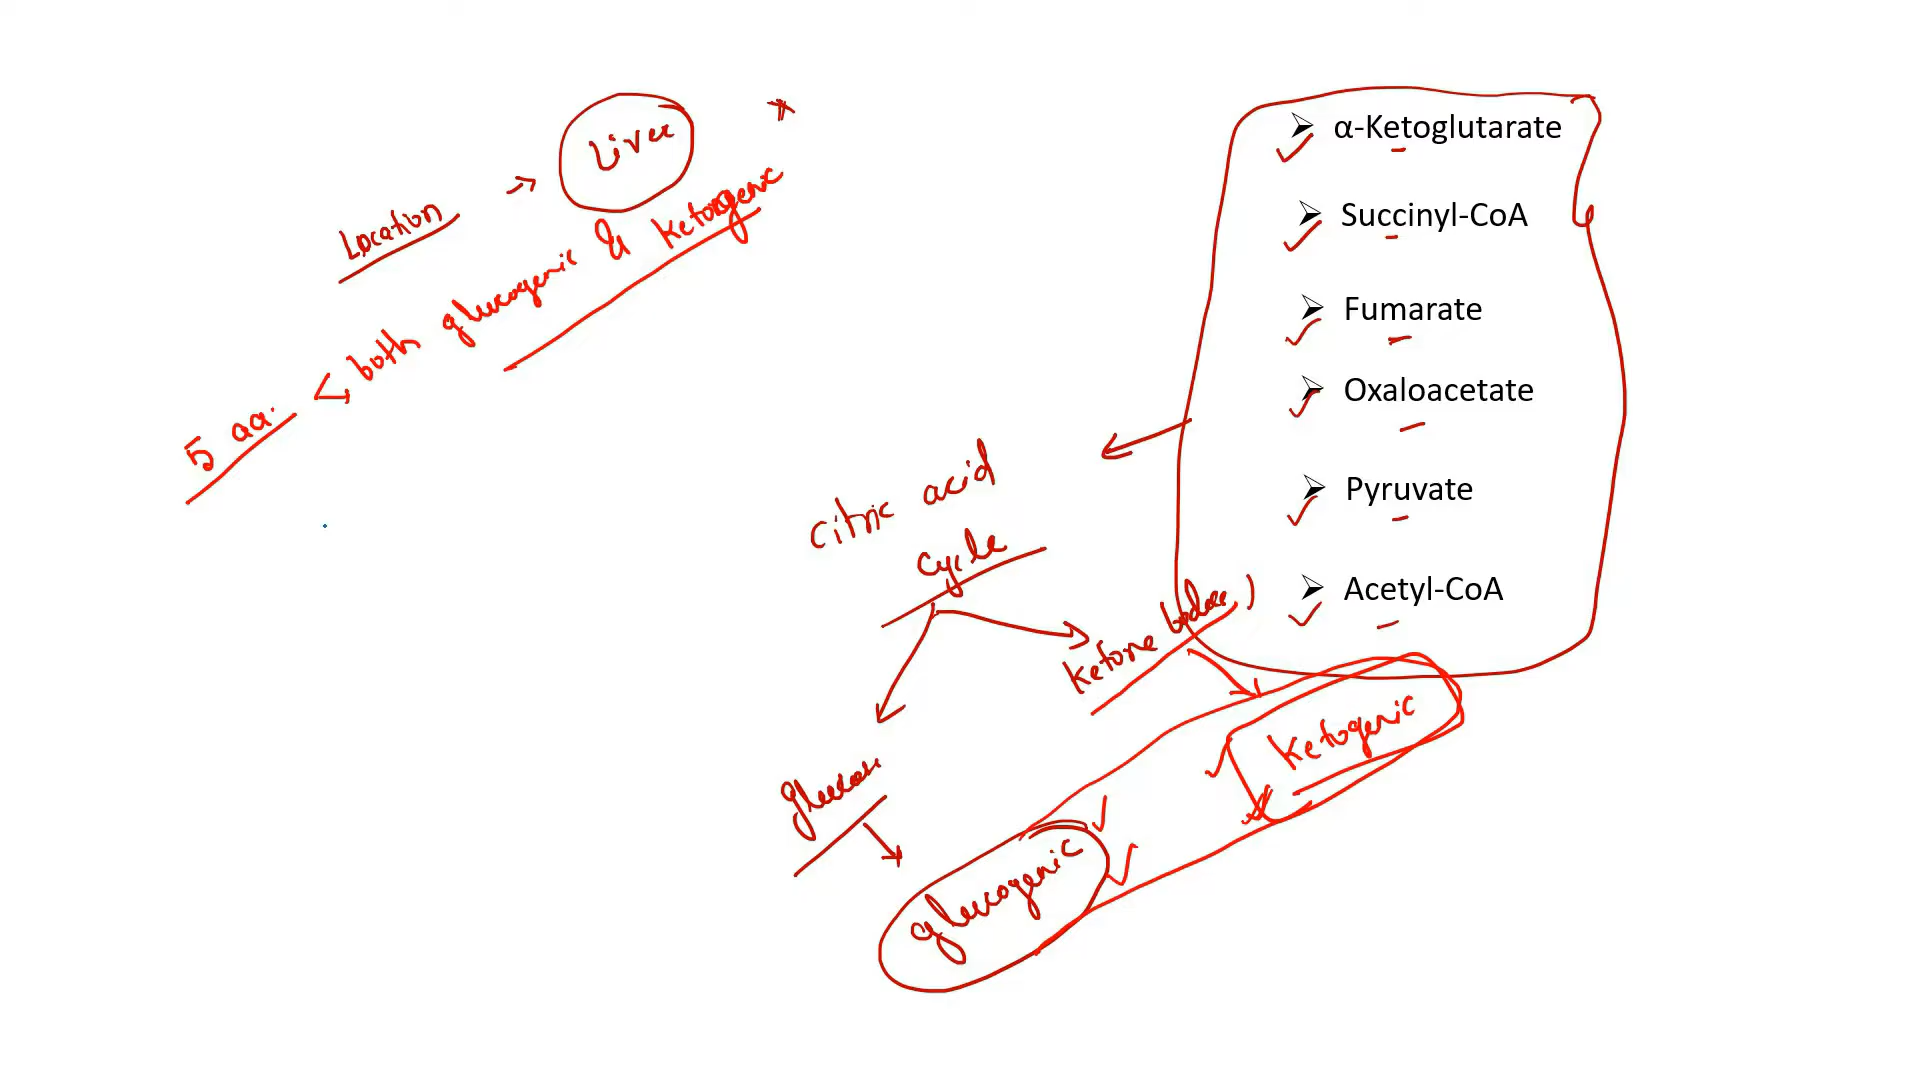 Location
Liver
5 aa.
both glucogenic & Ketogenic
➢ α-Ketoglutarate
➢ Succinyl-CoA
➢ Fumarate
➢ Oxaloacetate
➢ Pyruvate
➢ Acetyl-CoA
Citric acid
cycle
Ketone bodies)
glucose
Ketogenic
glucogenic